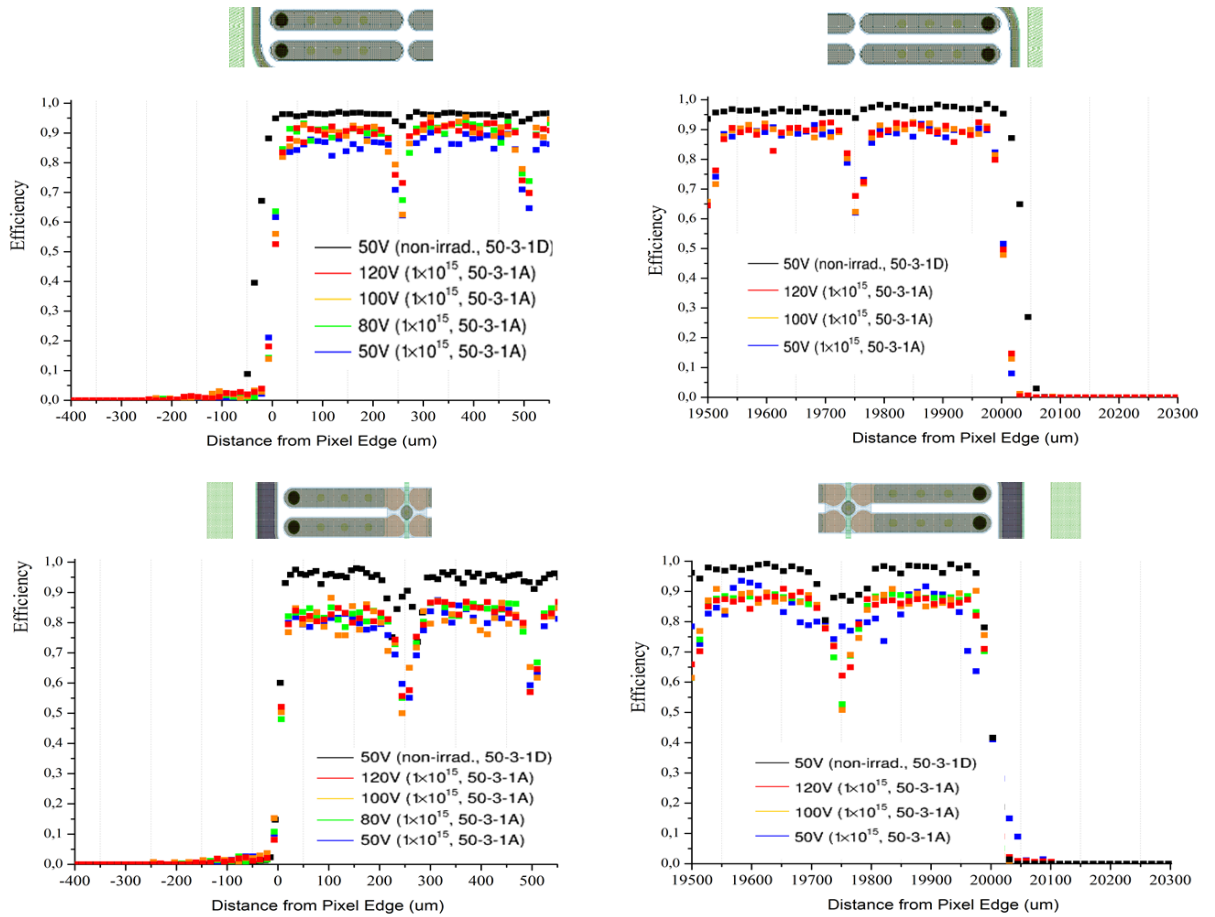 1,0
0,9
0,8
0,7
0,6
0,5
0,4
0,3
0,2
0,1
0,0
Efficiency
50V (non-irrad., 50-3-1D)
120V (1×10¹⁵, 50-3-1A)
100V (1×10¹⁵, 50-3-1A)
80V (1×10¹⁵, 50-3-1A)
50V (1×10¹⁵, 50-3-1A)
-400 -300 -200 -100 0 100 200 300 400 500
Distance from Pixel Edge (um)
1,0
0,9
0,8
0,7
0,6
0,5
0,4
0,3
0,2
0,1
0,0
Efficiency
50V (non-irrad., 50-3-1D)
120V (1×10¹⁵, 50-3-1A)
100V (1×10¹⁵, 50-3-1A)
50V (1×10¹⁵, 50-3-1A)
19500 19600 19700 19800 19900 20000 20100 20200 20300
Distance from Pixel Edge (um)
1,0
0,9
0,8
0,7
0,6
0,5
0,4
0,3
0,2
0,1
0,0
Efficiency
50V (non-irrad., 50-3-1D)
120V (1×10¹⁵, 50-3-1A)
100V (1×10¹⁵, 50-3-1A)
80V (1×10¹⁵, 50-3-1A)
50V (1×10¹⁵, 50-3-1A)
-400 -300 -200 -100 0 100 200 300 400 500
Distance from Pixel Edge (um)
1,0
0,9
0,8
0,7
0,6
0,5
0,4
0,3
0,2
0,1
0,0
Efficiency
50V (non-irrad., 50-3-1D)
120V (1×10¹⁵, 50-3-1A)
100V (1×10¹⁵, 50-3-1A)
50V (1×10¹⁵, 50-3-1A)
19500 19600 19700 19800 19900 20000 20100 20200 20300
Distance from Pixel Edge (um)